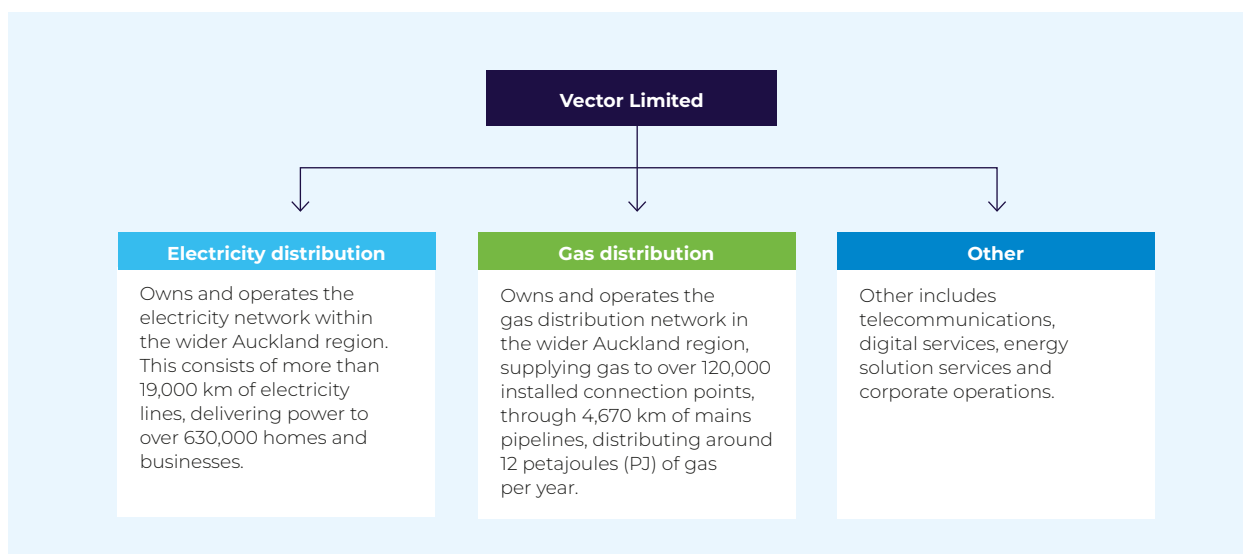 Vector Limited
Electricity distribution
Owns and operates the
electricity network within
the wider Auckland region.
This consists of more than
19,000 km of electricity
lines, delivering power to
over 630,000 homes and
businesses.
Gas distribution
Owns and operates the
gas distribution network in
the wider Auckland region,
supplying gas to over 120,000
installed connection points,
through 4,670 km of mains
pipelines, distributing around
12 petajoules (PJ) of gas
per year.
Other
Other includes
telecommunications,
digital services, energy
solution services and
corporate operations.